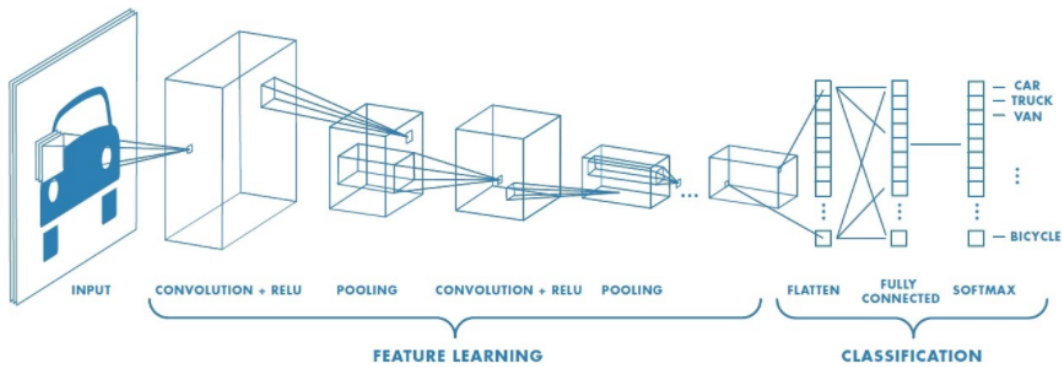 CAR
TRUCK
VAN
BICYCLE
INPUT
CONVOLUTION + RELU
POOLING
CONVOLUTION + RELU
POOLING
FLATTEN
FULLY
CONNECTED
SOFTMAX
FEATURE LEARNING
CLASSIFICATION